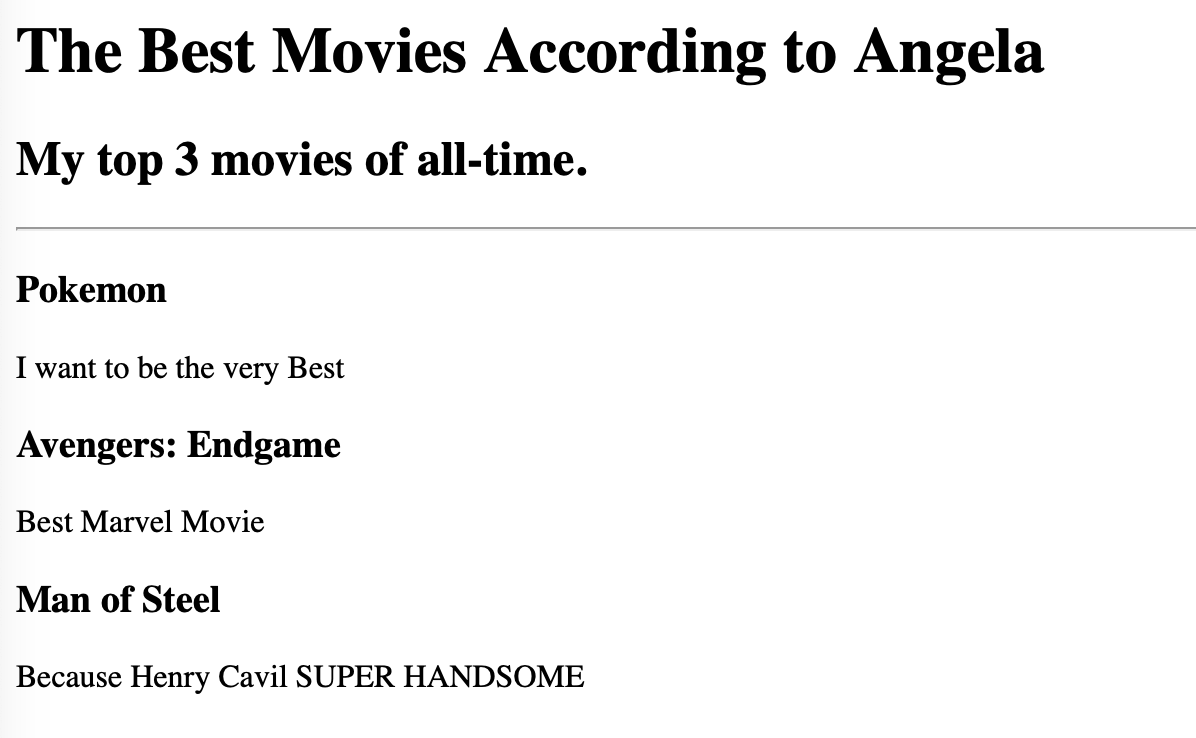 The Best Movies According to Angela
My top 3 movies of all-time.
Pokemon
I want to be the very Best
Avengers: Endgame
Best Marvel Movie
Man of Steel
Because Henry Cavil SUPER HANDSOME